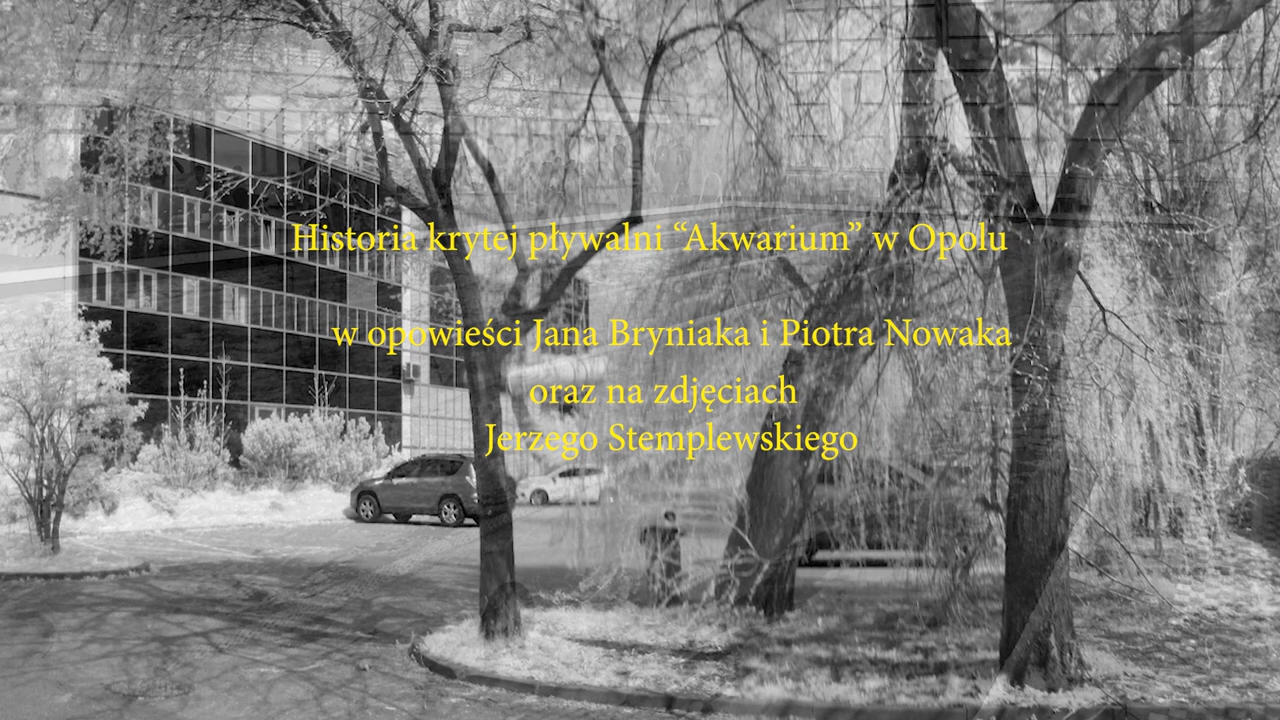 Historia krytej pływalni “Akwarium” w Opolu
w opowieści Jana Bryniaka i Piotra Nowaka
oraz na zdjęciach
Jerzego Stemplewskiego